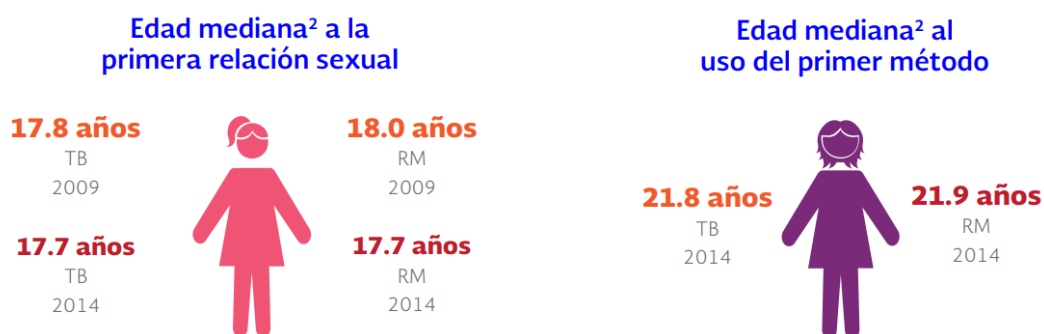 Edad mediana² a la
primera relación sexual
17.8 años
TB
2009
18.0 años
RM
2009
17.7 años
TB
2014
17.7 años
RM
2014
Edad mediana² al
uso del primer método
21.8 años
TB
2014
21.9 años
RM
2014